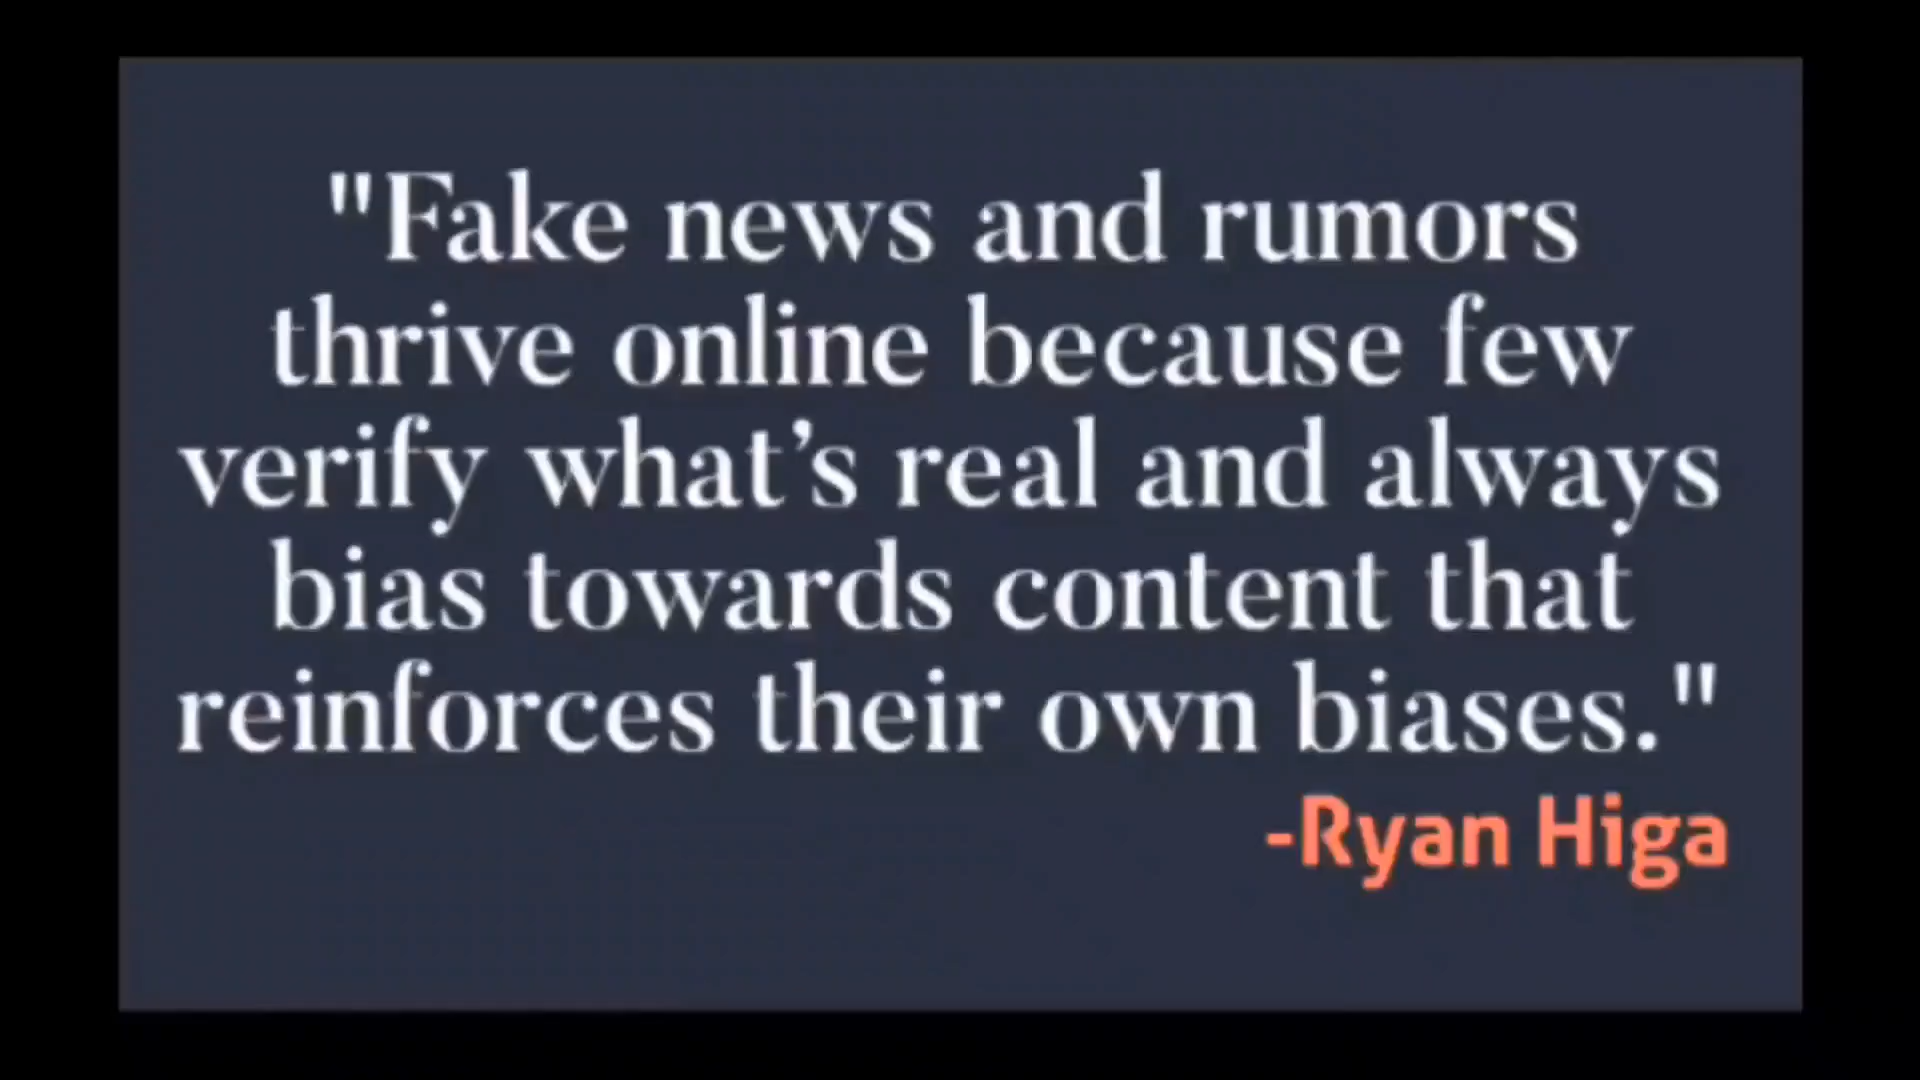 "Fake news and rumors
thrive online because few
verify what’s real and always
bias towards content that
reinforces their own biases."
-Ryan Higa